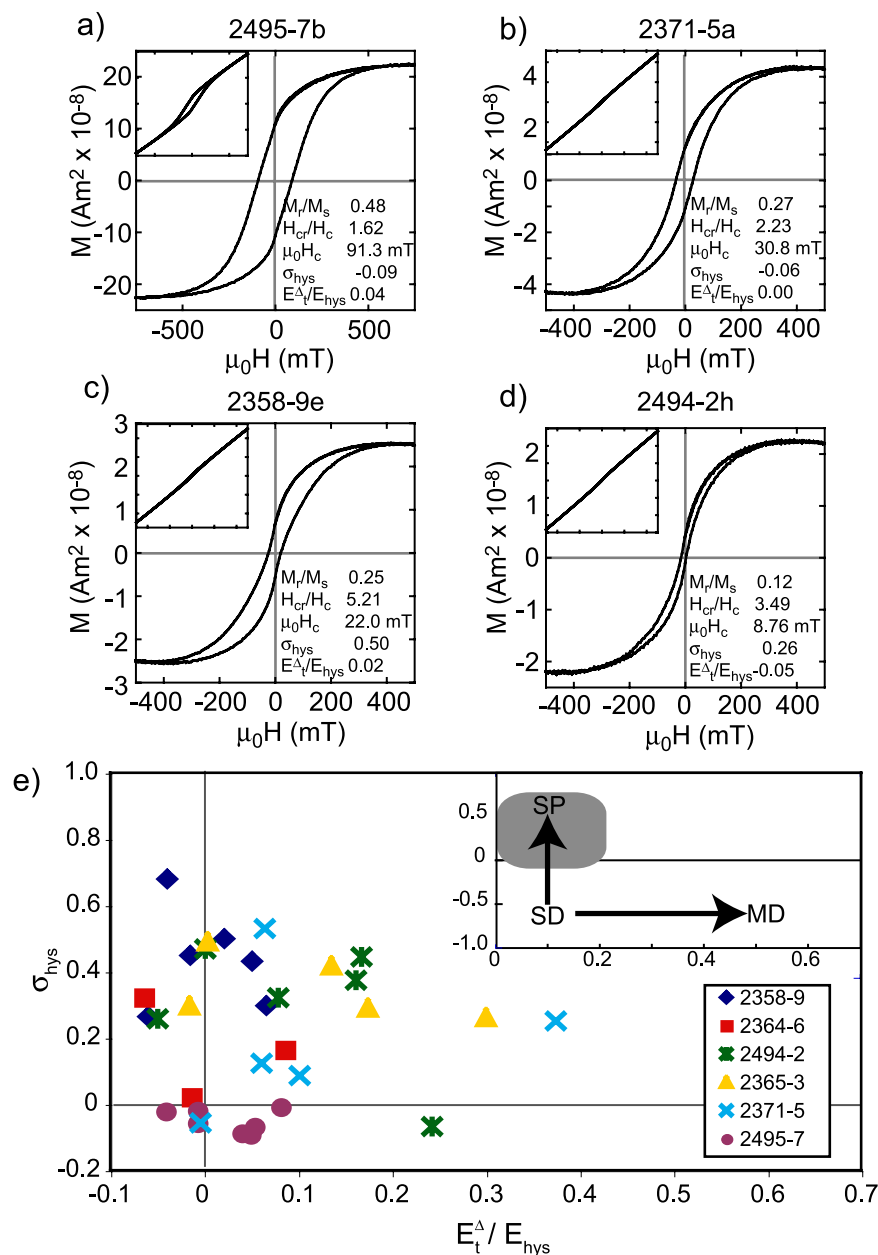 a) 2495-7b
M (Am² x 10⁻⁸)
20
10
0
-10
-20
Mr/Ms 0.48
Hcr/Hc 1.62
μ₀Hc 91.3 mT
σhys -0.09
EΔt/Ehys 0.04
-500 0 500
μ₀H (mT)
b) 2371-5a
M (Am² x 10⁻⁸)
4
2
0
-2
-4
Mr/Ms 0.27
Hcr/Hc 2.23
μ₀Hc 30.8 mT
σhys -0.06
EΔt/Ehys 0.00
-400 -200 0 200 400
μ₀H (mT)
c) 2358-9e
M (Am² x 10⁻⁸)
3
2
0
-2
-3
Mr/Ms 0.25
Hcr/Hc 5.21
μ₀Hc 22.0 mT
σhys 0.50
EΔt/Ehys 0.02
-400 -200 0 200 400
μ₀H (mT)
d) 2494-2h
M (Am² x 10⁻⁸)
2
1
0
-1
-2
Mr/Ms 0.12
Hcr/Hc 3.49
μ₀Hc 8.76 mT
σhys 0.26
EΔt/Ehys -0.05
-400 -200 0 200 400
μ₀H (mT)
e)
σhys
1.0
0.8
0.6
0.4
0.2
0
-0.2
-0.1 0 0.1 0.2 0.3 0.4 0.5 0.6 0.7
EtΔ / Ehys
0.5
0
-0.5
-1.0
SP
SD MD
0 0.2 0.4 0.6
2358-9
2364-6
2494-2
2365-3
2371-5
2495-7